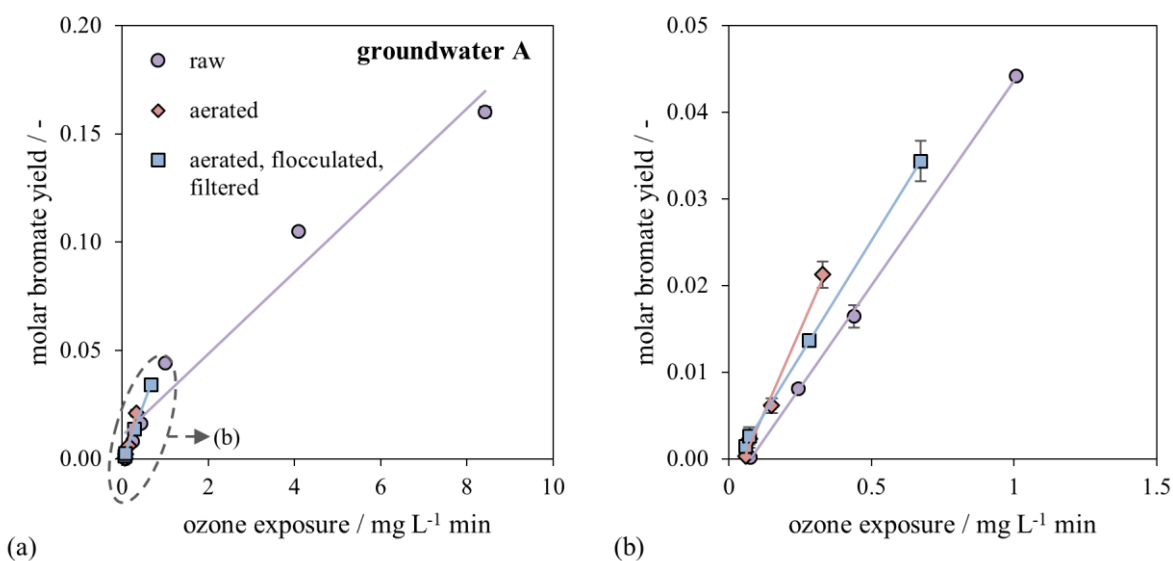 groundwater A
raw
aerated
aerated, flocculated,
filtered
molar bromate yield / -
0.20
0.15
0.10
0.05
0.00
(b)
0 2 4 6 8 10
ozone exposure / mg L⁻¹ min
(a)
molar bromate yield / -
0.05
0.04
0.03
0.02
0.01
0.00
0 0.5 1 1.5
ozone exposure / mg L⁻¹ min
(b)